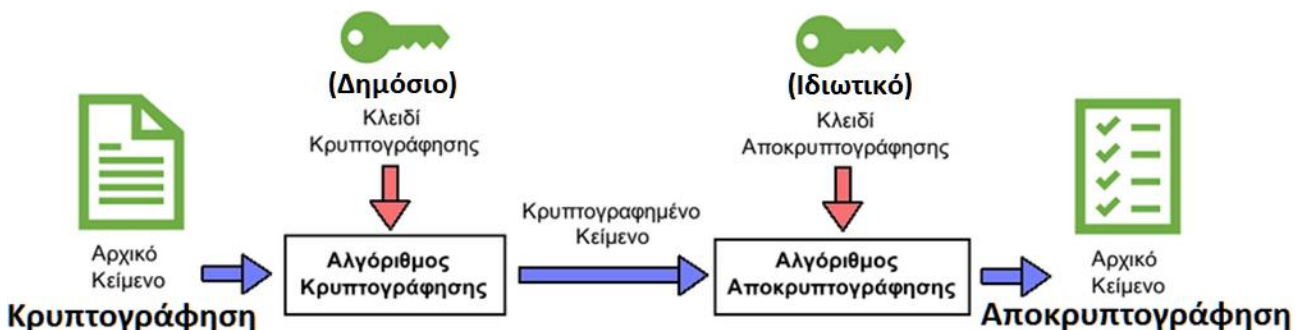 (Δημόσιο)
Κλειδί
Κρυπτογράφησης
(Ιδιωτικό)
Κλειδί
Αποκρυπτογράφησης
Αρχικό
Κείμενο
Κρυπτογράφηση
Αλγόριθμος
Κρυπτογράφησης
Κρυπτογραφημένο
Κείμενο
Αλγόριθμος
Αποκρυπτογράφησης
Αρχικό
Κείμενο
Αποκρυπτογράφηση